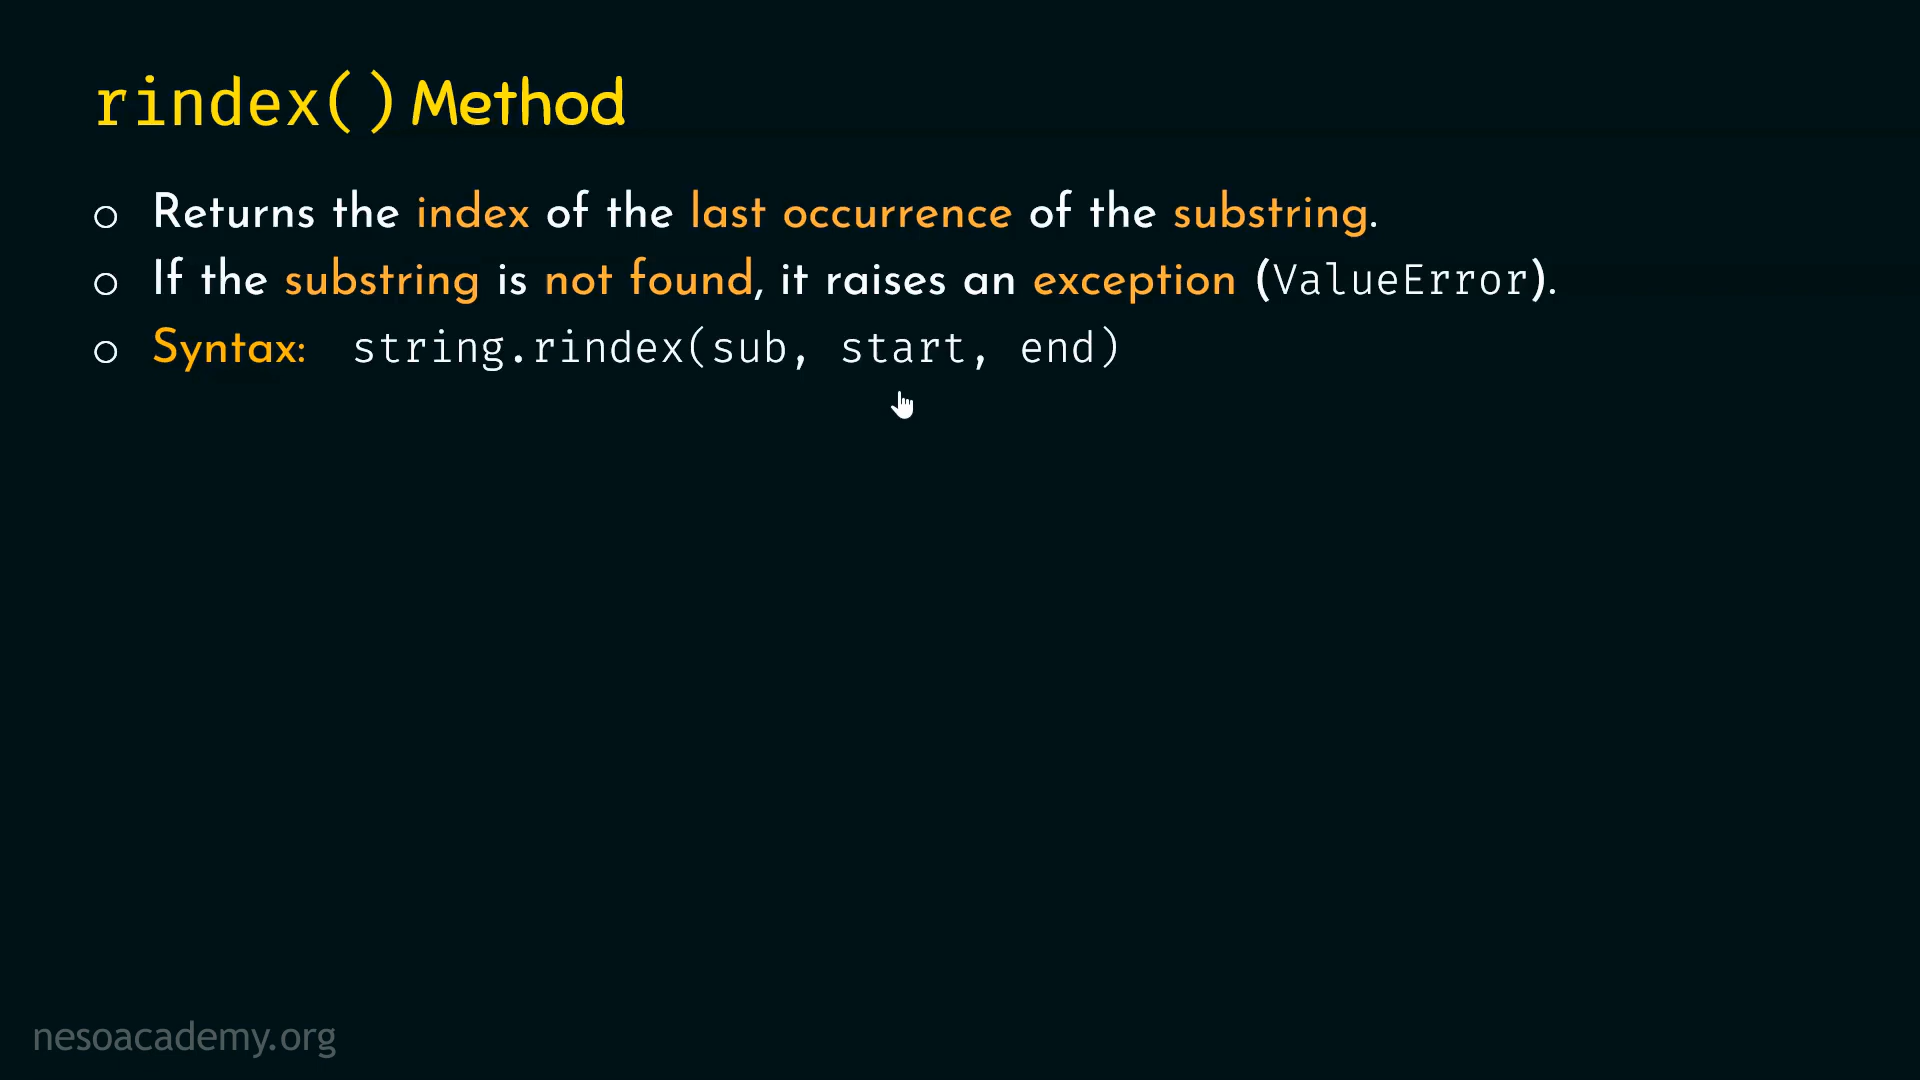 rindex() Method
○ Returns the index of the last occurrence of the substring.
○ If the substring is not found, it raises an exception (ValueError).
○ Syntax: string.rindex(sub, start, end)
nesoacademy.org